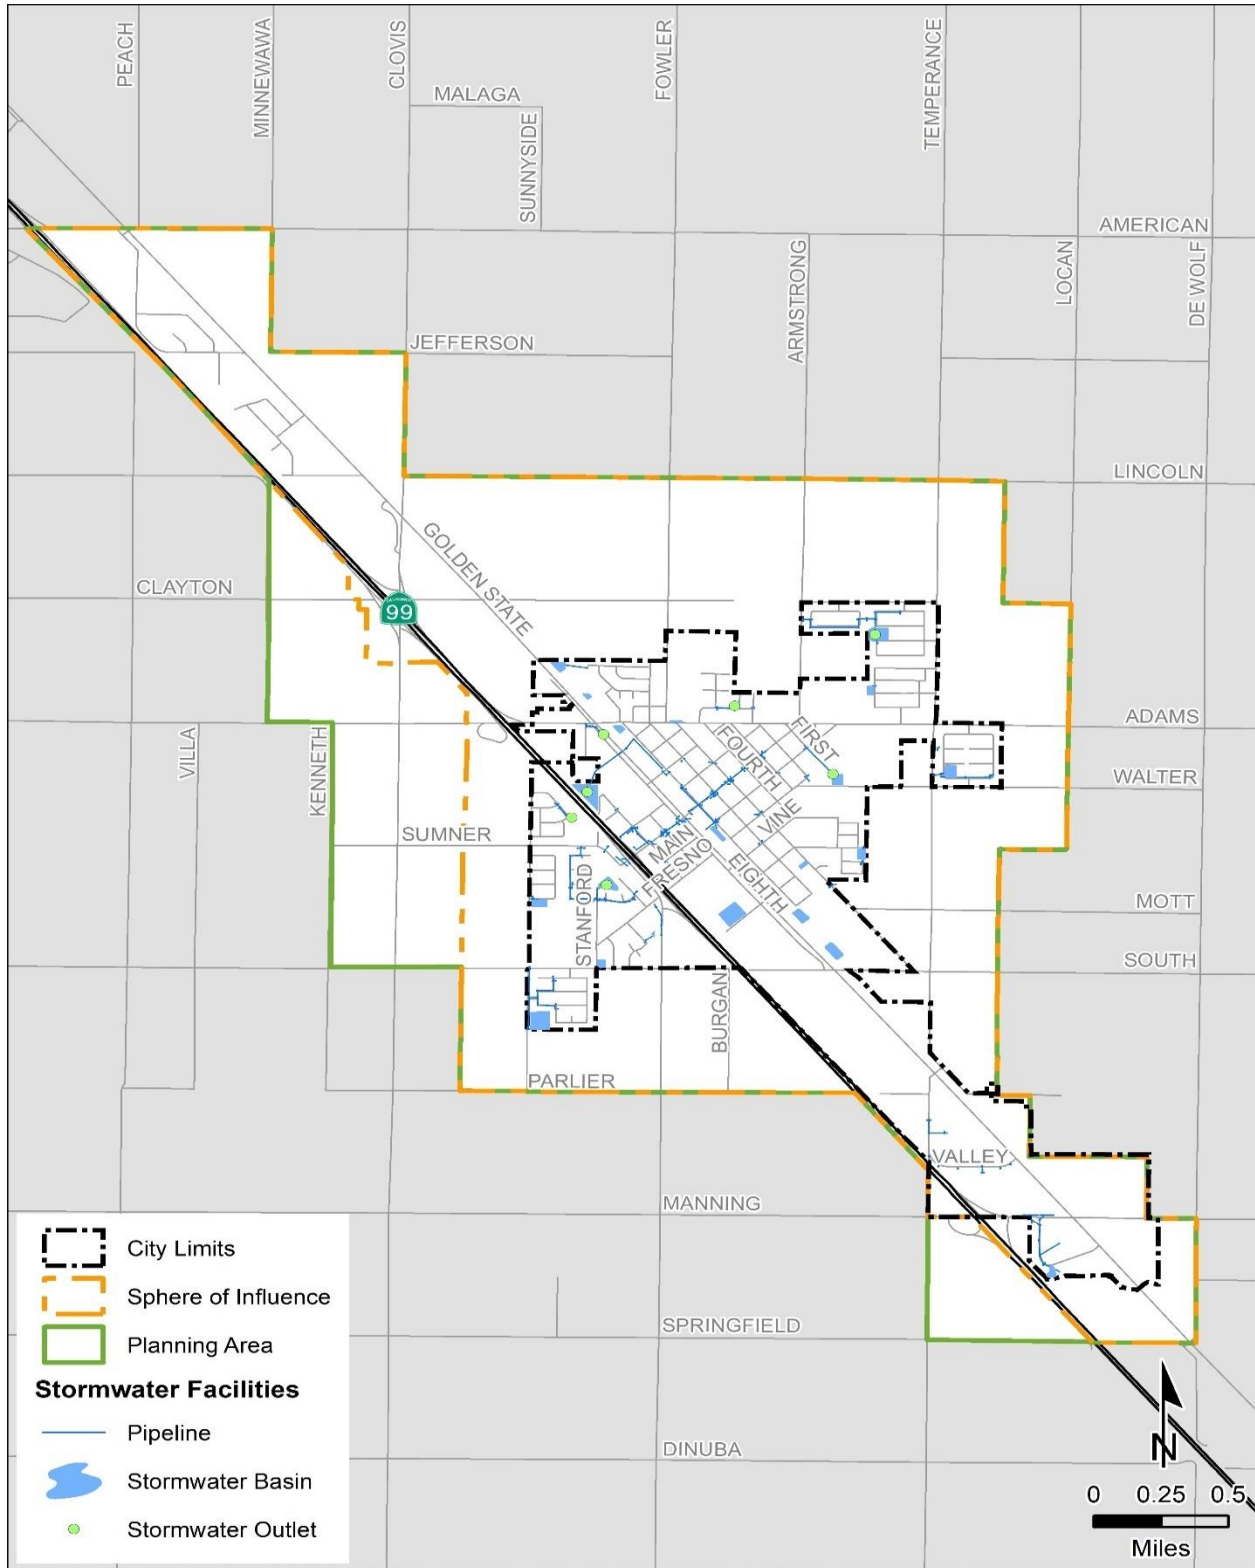 PEACH
MINNEWAWA
CLOVIS
FOWLER
TEMPERANCE
MALAGA
SUNNYSIDE
AMERICAN
ARMSTRONG
LOCAN
DE WOLF
JEFFERSON
LINCOLN
GOLDEN STATE
CLAYTON
99
ADAMS
FIRST
FOURTH
VILLA
KENNETH
WALTER
VINE
SUMNER
MAIN
FRESNO
EIGHTH
STANFORD
MOTT
SOUTH
BURGAN
PARLIER
VALLEY
MANNING
SPRINGFIELD
DINUBA
City Limits
Sphere of Influence
Planning Area
Stormwater Facilities
Pipeline
Stormwater Basin
Stormwater Outlet
N
0 0.25 0.5
Miles